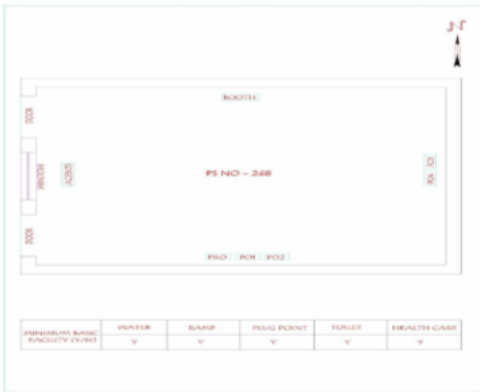 N
BOOTH
DOOR
WINDOW
AGENTS
PS NO - 248
PO3
PO4
DOOR
PRO PO1 PO2
MINIMUM BASIC FACILITY (Y/N) WATER RAMP PLUG POINT TOILET HEALTH CARE
Y Y Y Y Y